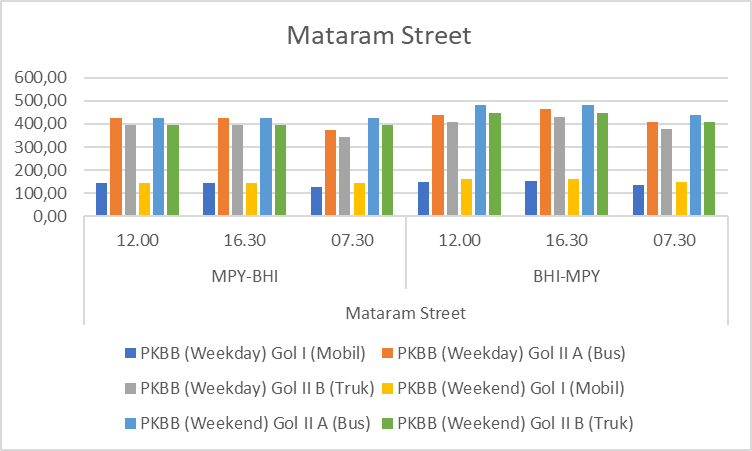 Mataram Street
600,00
500,00
400,00
300,00
200,00
100,00
0,00
12.00 16.30 07.30 12.00 16.30 07.30
MPY-BHI BHI-MPY
Mataram Street
PKBB (Weekday) Gol I (Mobil) PKBB (Weekday) Gol II A (Bus)
PKBB (Weekday) Gol II B (Truk) PKBB (Weekend) Gol I (Mobil)
PKBB (Weekend) Gol II A (Bus) PKBB (Weekend) Gol II B (Truk)